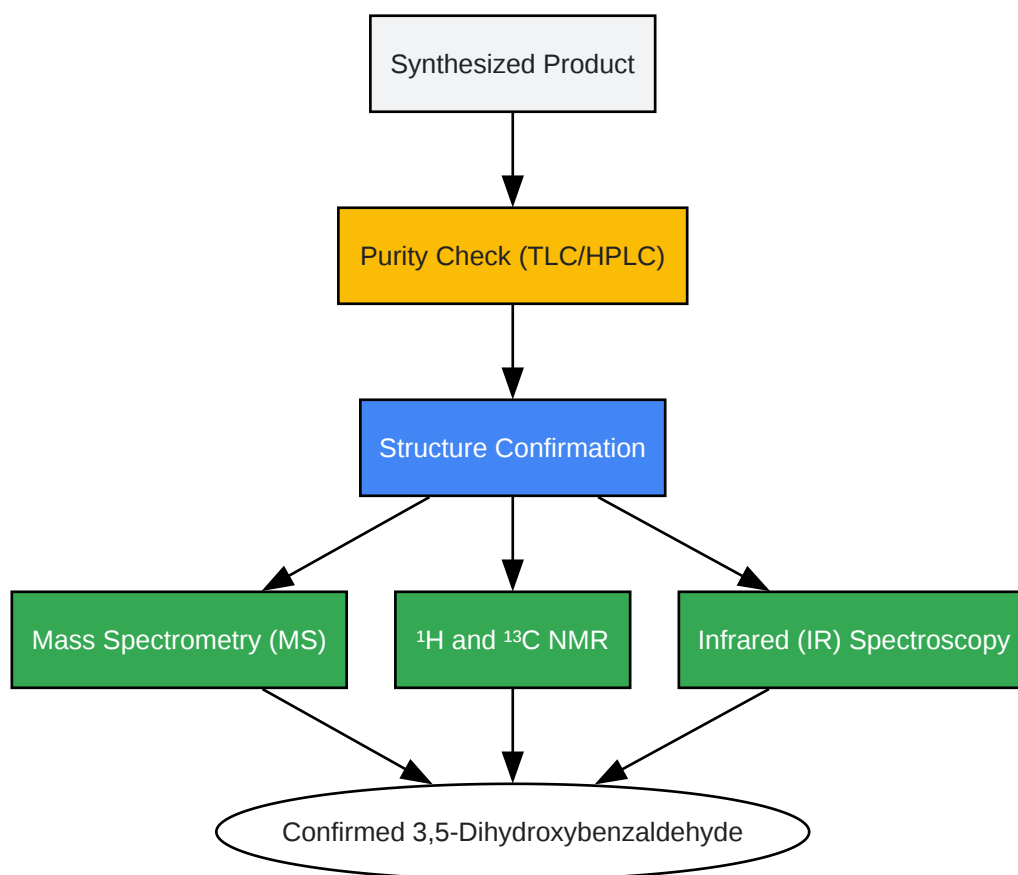 Synthesized Product
Purity Check (TLC/HPLC)
Structure Confirmation
Mass Spectrometry (MS)
¹H and ¹³C NMR
Infrared (IR) Spectroscopy
Confirmed 3,5-Dihydroxybenzaldehyde